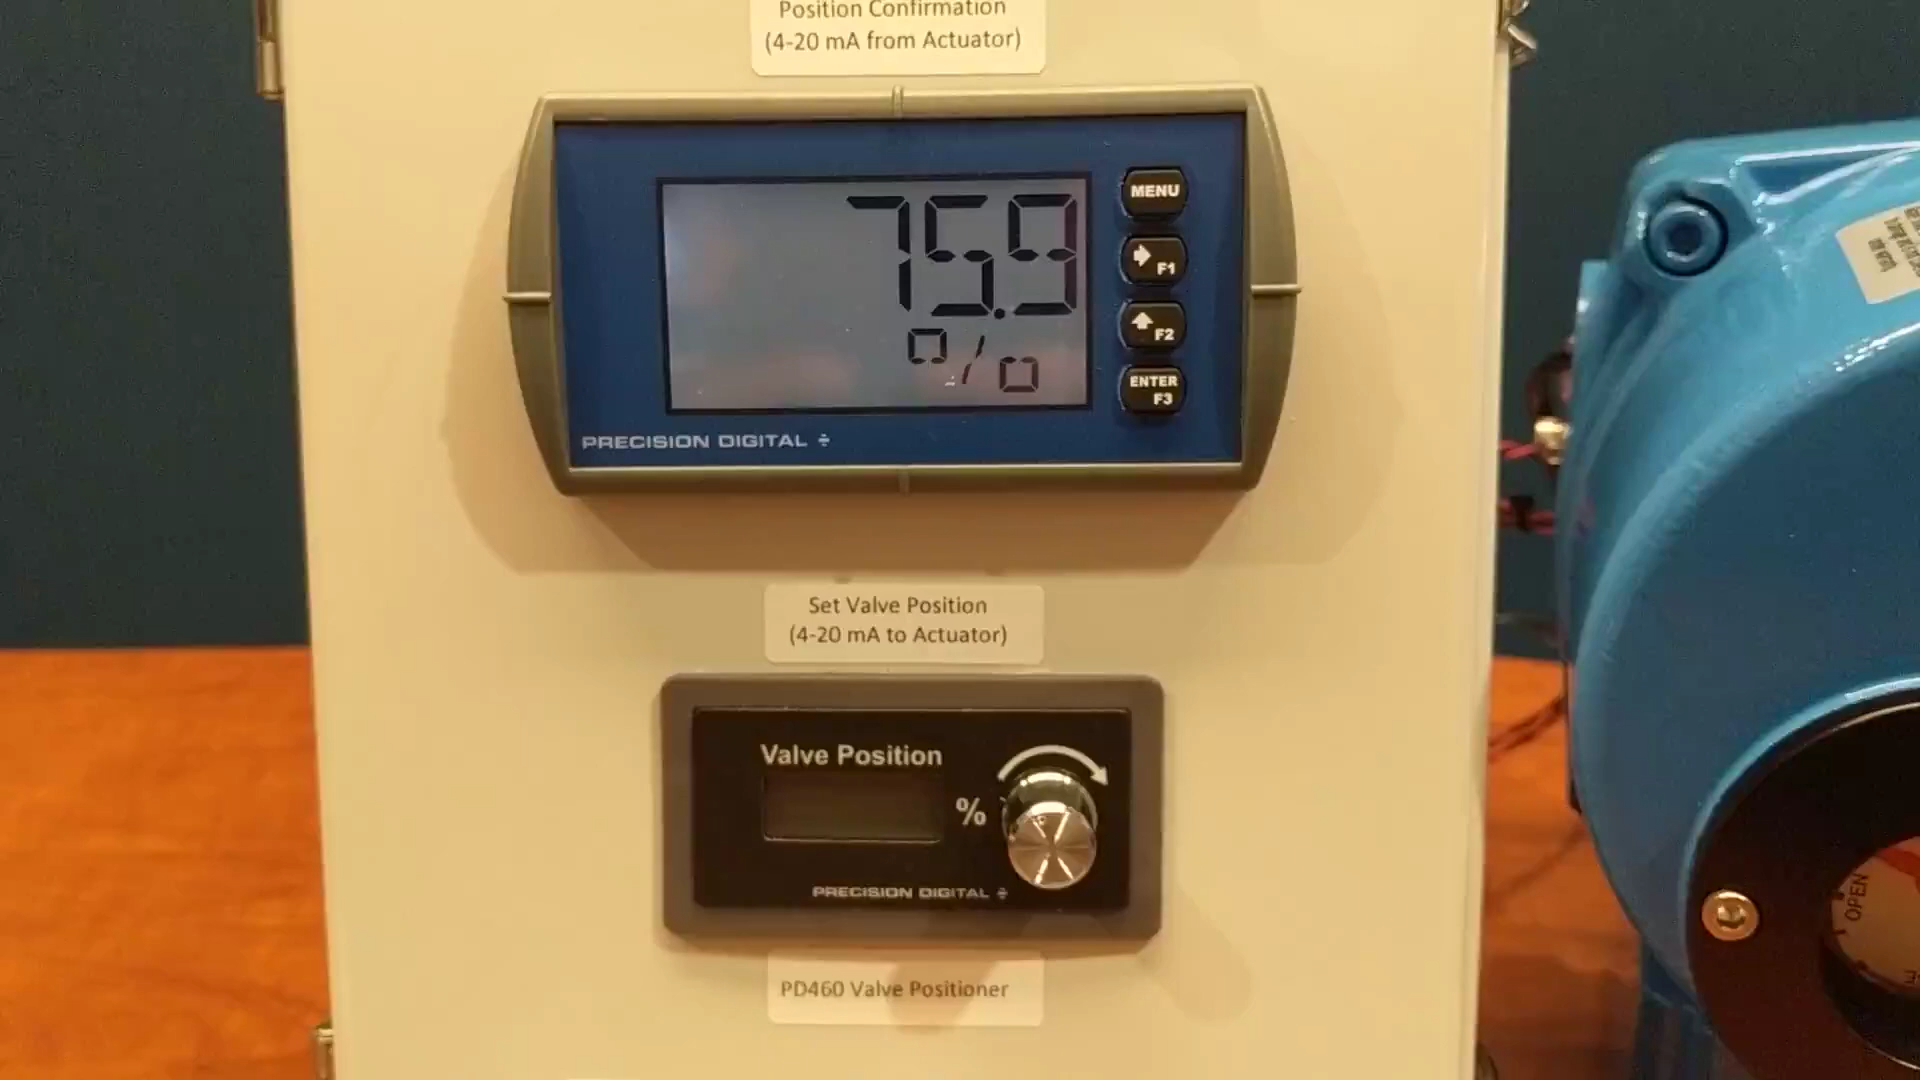 Position Confirmation
(4-20 mA from Actuator)
75.9
%
MENU
F1
F2
ENTER
F3
PRECISION DIGITAL
Set Valve Position
(4-20 mA to Actuator)
Valve Position
%
PRECISION DIGITAL
PD460 Valve Positioner
OPEN